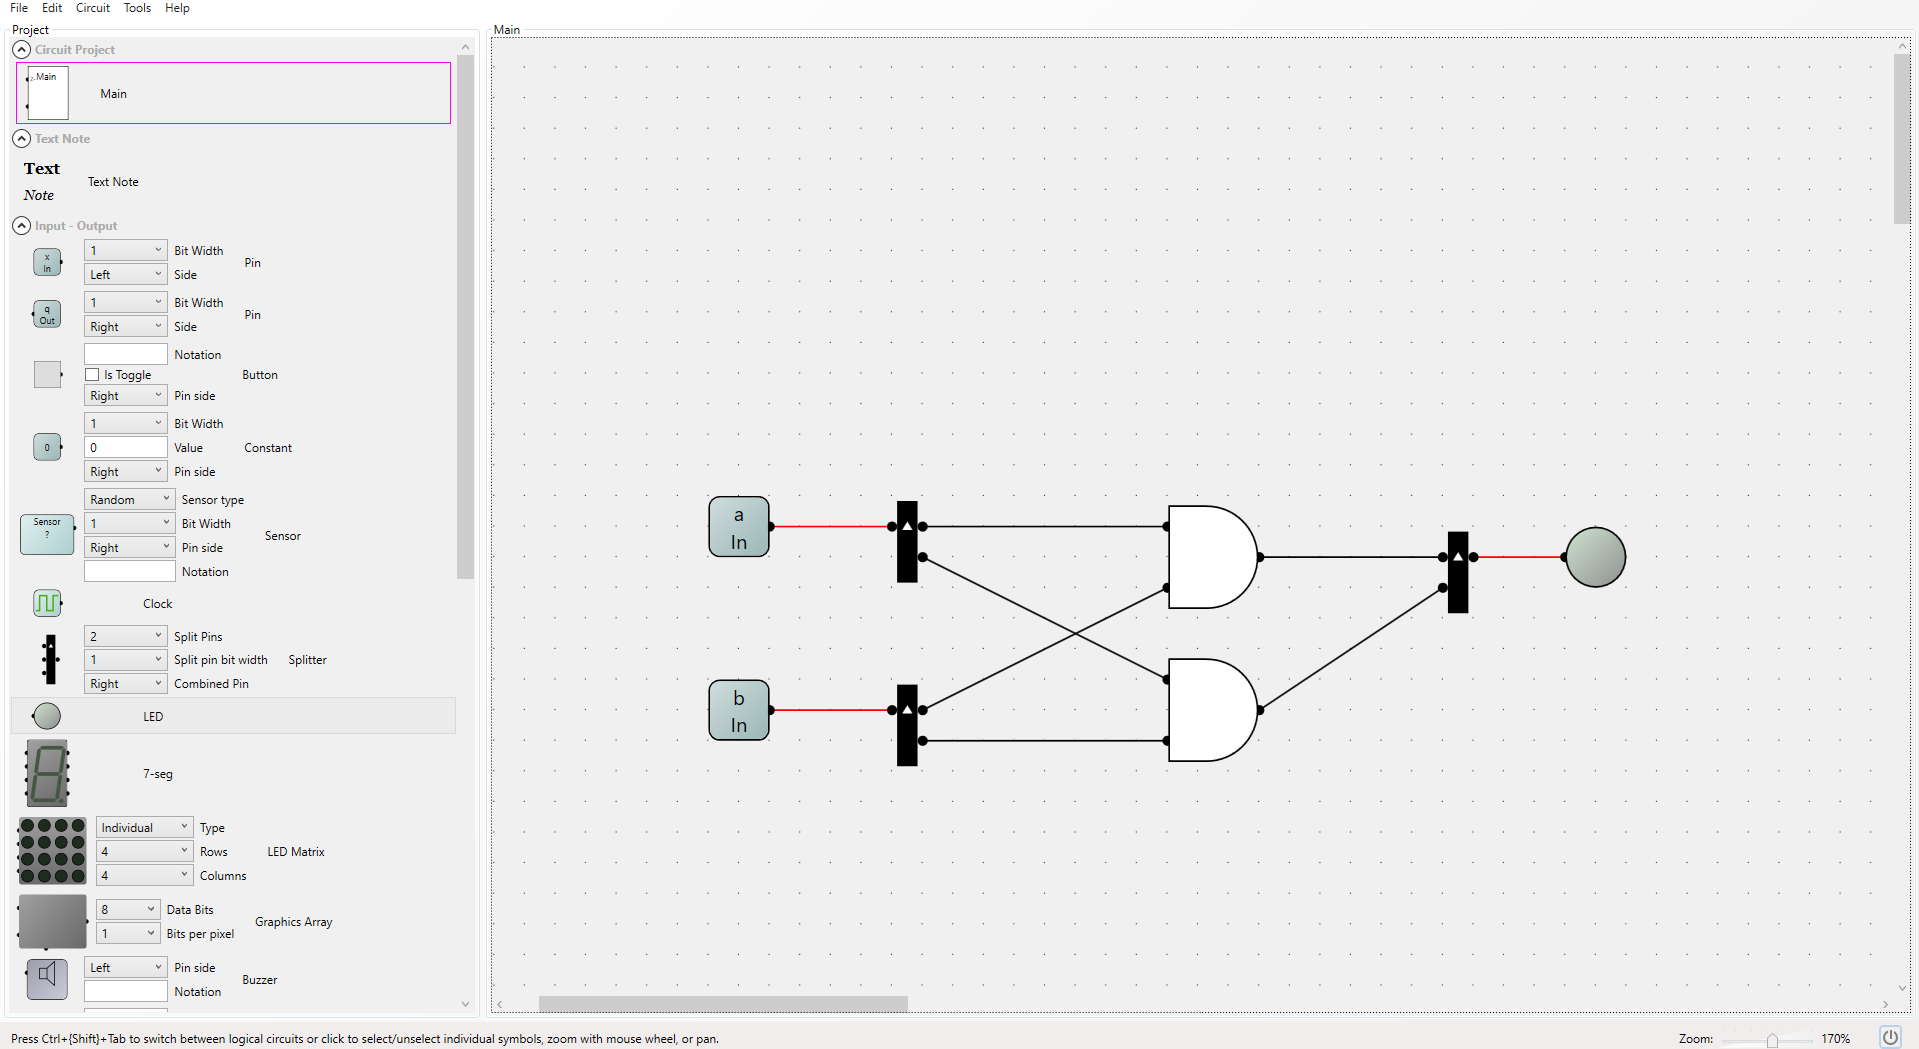 File Edit Circuit Tools Help
Project
Circuit Project
Main
Main
Text Note
Text
Note
Text Note
Input - Output
x
In
1
Bit Width
Left
Side
Pin
q
Out
1
Bit Width
Right
Side
Pin
Notation
Is Toggle
Right
Pin side
Button
0
1
Bit Width
0
Value
Right
Pin side
Constant
Sensor
?
Random
Sensor type
1
Bit Width
Right
Pin side
Notation
Sensor
Clock
2
Split Pins
1
Split pin bit width
Right
Combined Pin
Splitter
LED
7-seg
Individual
Type
4
Rows
4
Columns
LED Matrix
8
Data Bits
1
Bits per pixel
Graphics Array
Left
Pin side
Notation
Buzzer
Main
a
In
b
In
Press Ctrl+{Shift}+Tab to switch between logical circuits or click to select/unselect individual symbols, zoom with mouse wheel, or pan.
Zoom:
170%